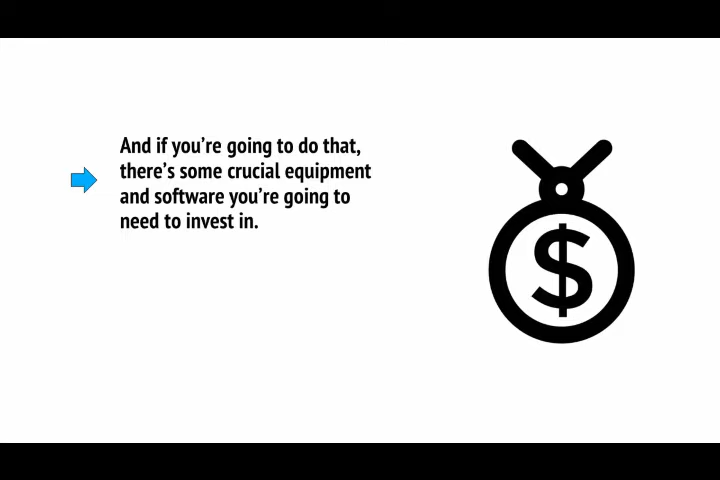 And if you’re going to do that,
there’s some crucial equipment
and software you’re going to
need to invest in.
$